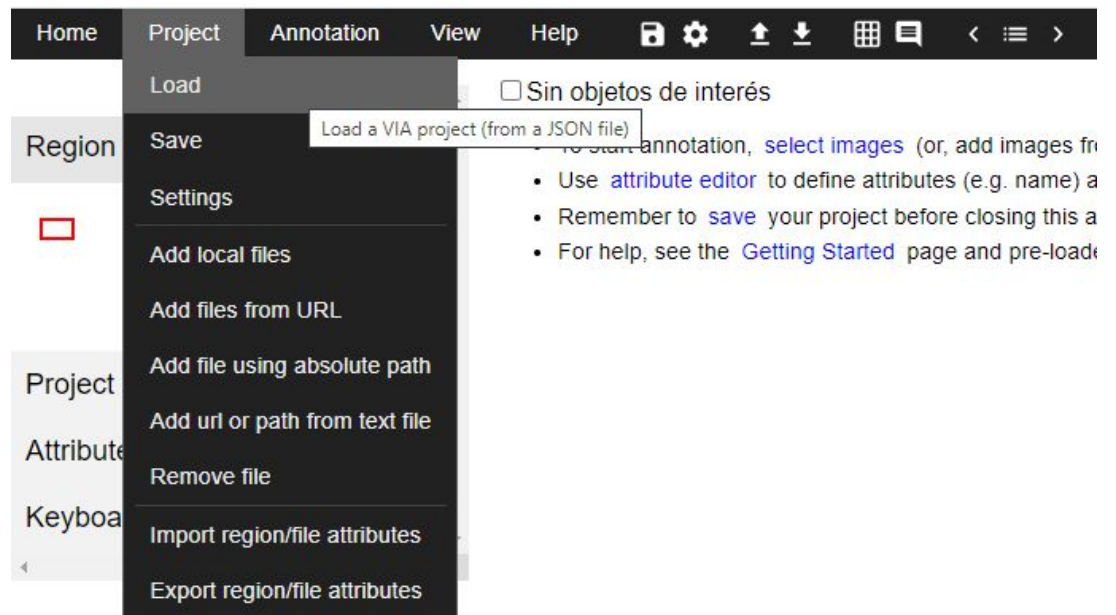 Home Project Annotation View Help
Load
Save
Settings
Add local files
Add files from URL
Add file using absolute path
Add url or path from text file
Remove file
Import region/file attributes
Export region/file attributes
Load a VIA project (from a JSON file)
Region
Project
Attribute
Keyboa
Sin objetos de interés
start annotation, select images (or, add images fr
Use attribute editor to define attributes (e.g. name) a
Remember to save your project before closing this a
For help, see the Getting Started page and pre-loade